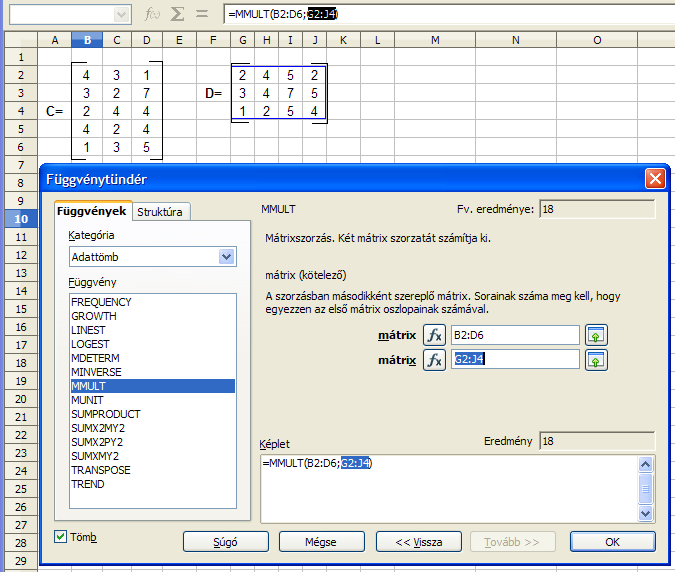 =MMULT(B2:D6;G2:J4)
A B C D E F G H I J K L M N O
1
2 4 3 1 2 4 5 2
3 3 2 7 D= 3 4 7 5
4 C= 2 4 4 1 2 5 4
5 4 2 4
6 1 3 5
7
8
9
10
11
12
13
14
15
16
17
18
19
20
21
22
23
24
25
26
27
28
29
Függvénytündér
Függvények Struktúra
Kategória
Adattömb
Függvény
FREQUENCY
GROWTH
LINEST
LOGEST
MDETERM
MINVERSE
MMULT
MUNIT
SUMPRODUCT
SUMX2MY2
SUMX2PY2
SUMXMY2
TRANSPOSE
TREND
MMULT Fv. eredménye: 18
Mátrixszorzás. Két mátrix szorzatát számítja ki.
mátrix (kötelező)
A szorzásban másodikként szereplő mátrix. Sorainak száma meg kell, hogy
egyezzen az első mátrix oszlopainak számával.
mátrix fx B2:D6
mátrix fx G2:J4
Képlet Eredmény 18
=MMULT(B2:D6;G2:J4)
Tömb Súgó Mégse << Vissza Tovább >> OK